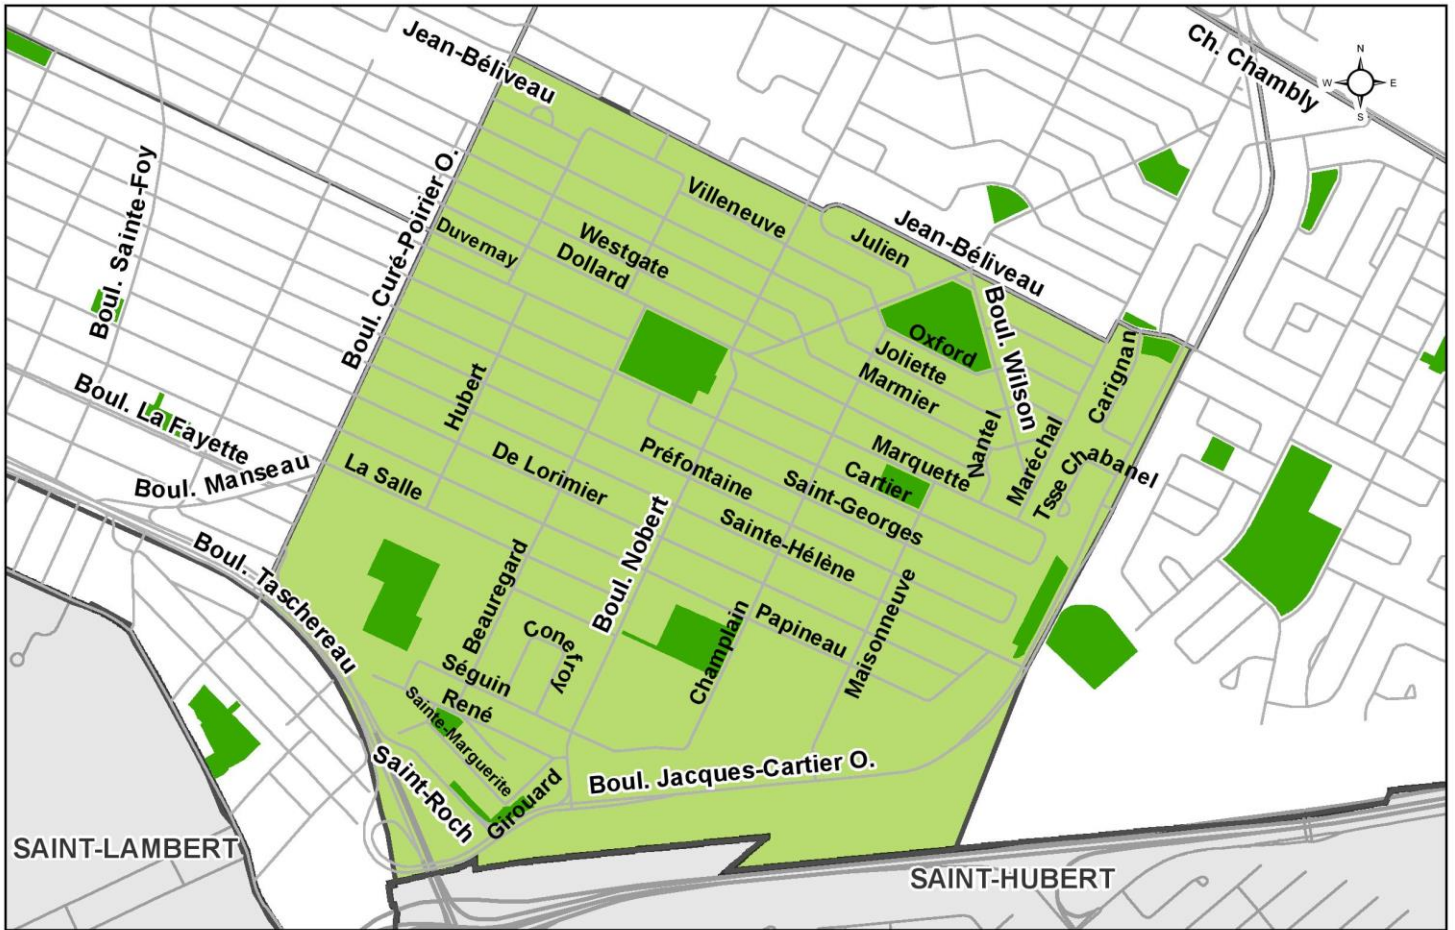 Jean-Béliveau
Ch. Chambly
N
W
E
S
Boul. Sainte-Foy
Boul. Curé-Poirier O.
Villeneuve
Duvernay
Westgate
Dollard
Julien
Jean-Béliveau
Boul. Wilson
Oxford
Joliette
Marmier
Carignan
Hubert
Boul. La Fayette
Boul. Manseau
La Salle
De Lorimier
Préfontaine
Marquette
Nantel
Maréchal
Cartier
Tsse Chabanel
Saint-Georges
Sainte-Hélène
Boul. Taschereau
Beauregard
Boul. Nobert
Maisonneuve
Champlain
Papineau
Conefroy
Séguin
René
Sainte-Marguerite
Saint-Roch
Girouard
Boul. Jacques-Cartier O.
SAINT-LAMBERT
SAINT-HUBERT